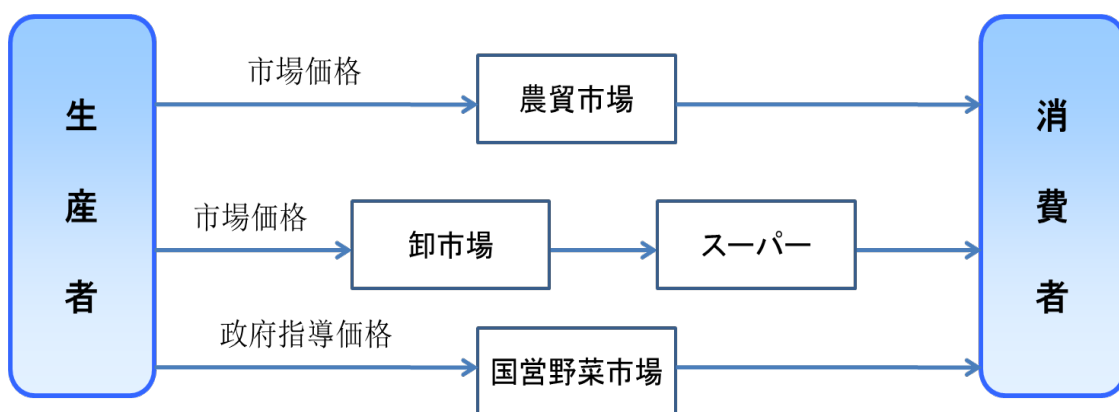 生産者
市場価格
農貿市場
市場価格
卸市場
スーパー
政府指導価格
国営野菜市場
消費者